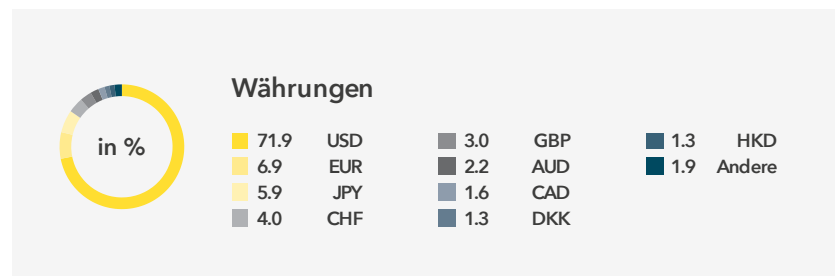 in %
Währungen
71.9 USD
6.9 EUR
5.9 JPY
4.0 CHF
3.0 GBP
2.2 AUD
1.6 CAD
1.3 DKK
1.3 HKD
1.9 Andere